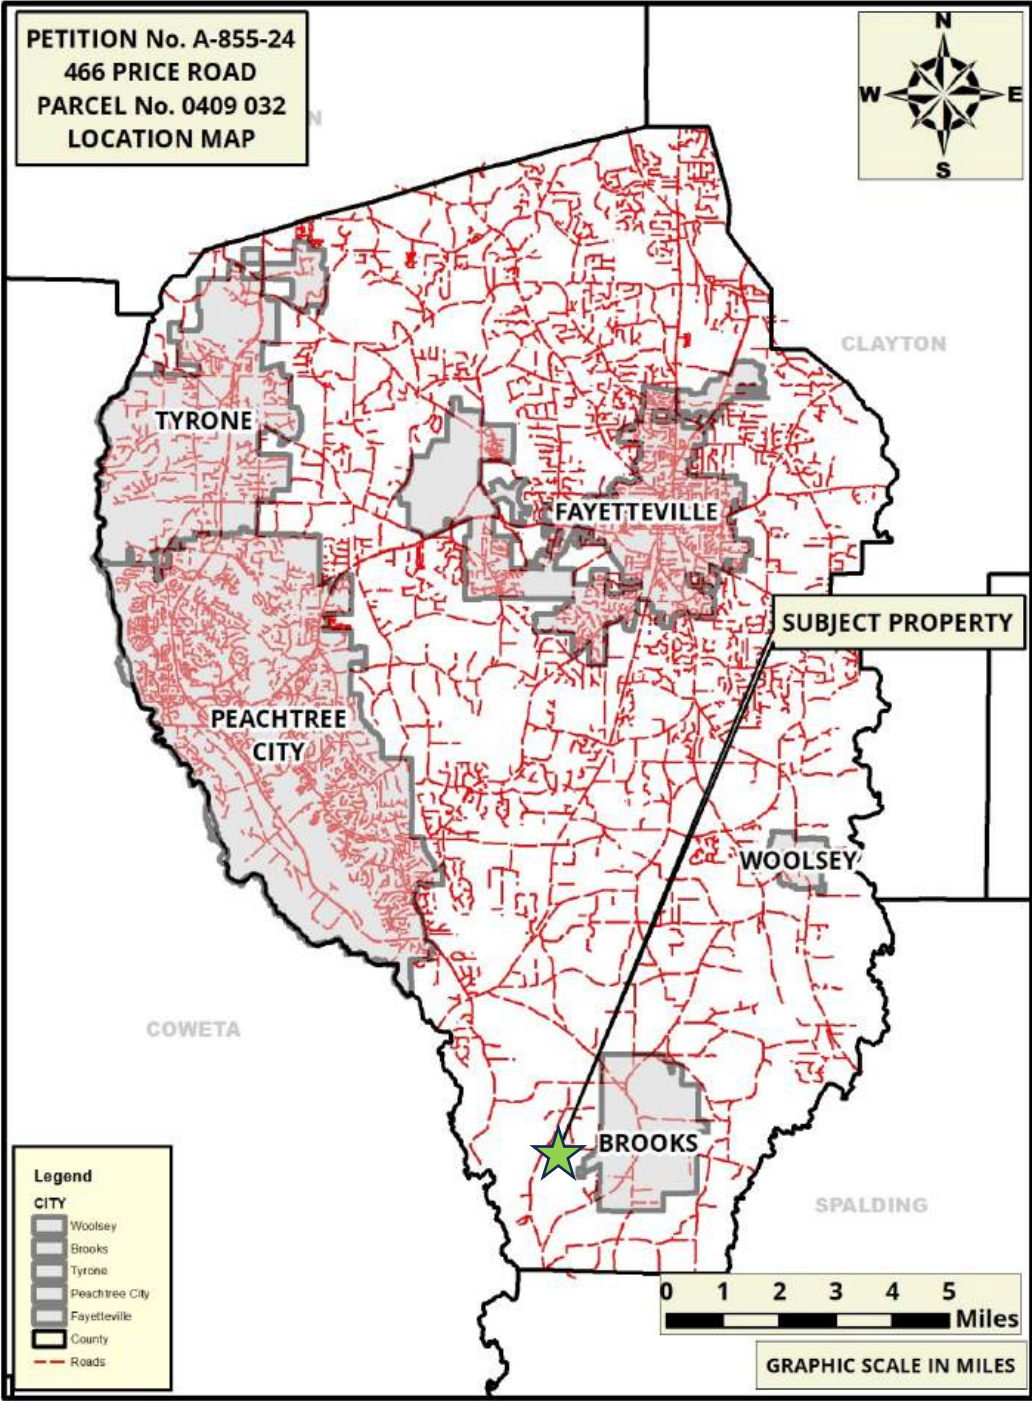 PETITION No. A-855-24
466 PRICE ROAD
PARCEL No. 0409 032
LOCATION MAP
N
N
W
E
S
CLAYTON
TYRONE
FAYETTEVILLE
SUBJECT PROPERTY
PEACHTREE
CITY
WOOLSEY
COWETA
BROOKS
SPALDING
Legend
CITY
Woolsey
Brooks
Tyrone
Peachtree City
Fayetteville
County
Roads
0 1 2 3 4 5
Miles
GRAPHIC SCALE IN MILES